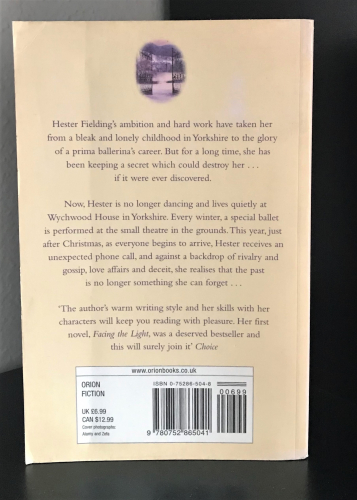 Hester Fielding's ambition and hard work have taken her
from a bleak and lonely childhood in Yorkshire to the glory
of a prima ballerina's career. But for a long time, she has
been keeping a secret which could destroy her . . .
if it were ever discovered.
Now, Hester is no longer dancing and lives quietly at
Wychwood House in Yorkshire. Every winter, a special ballet
is performed at the small theatre in the grounds. This year, just
after Christmas, as everyone begins to arrive, Hester receives an
unexpected phone call, and against a backdrop of rivalry and
gossip, love affairs and deceit, she realises that the past
is no longer something she can forget . . .
'The author's warm writing style and her skills with her
characters will keep you reading with pleasure. Her first
novel, Facing the Light, was a deserved bestseller and
this will surely join it' Choice
www.orionbooks.co.uk
ORION
FICTION
UK £6.99
CAN $12.99
Cover photographs:
Alamy and Zefa
ISBN 0-75286-504-8
00699
9 780752 865041